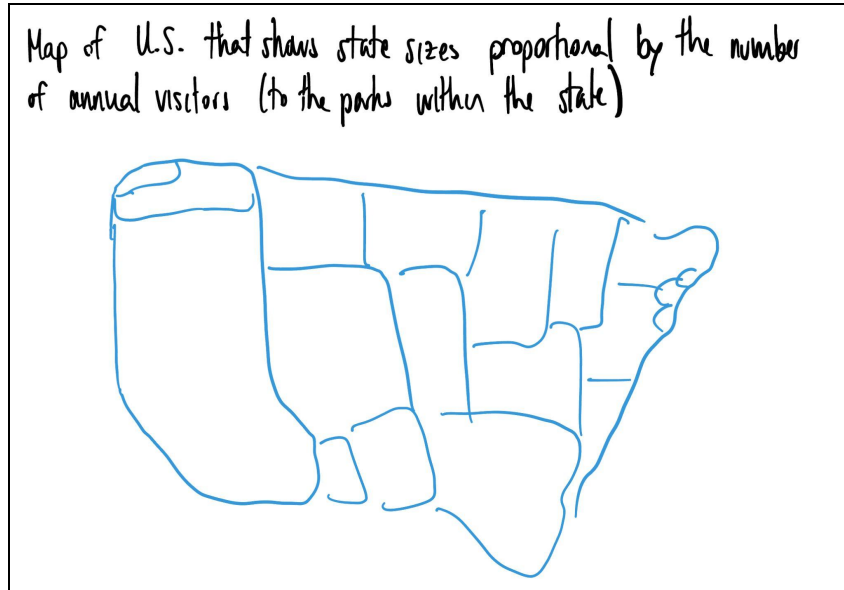 Map of U.S. that shows state sizes proportional by the number
of annual visitors (to the parks within the state)